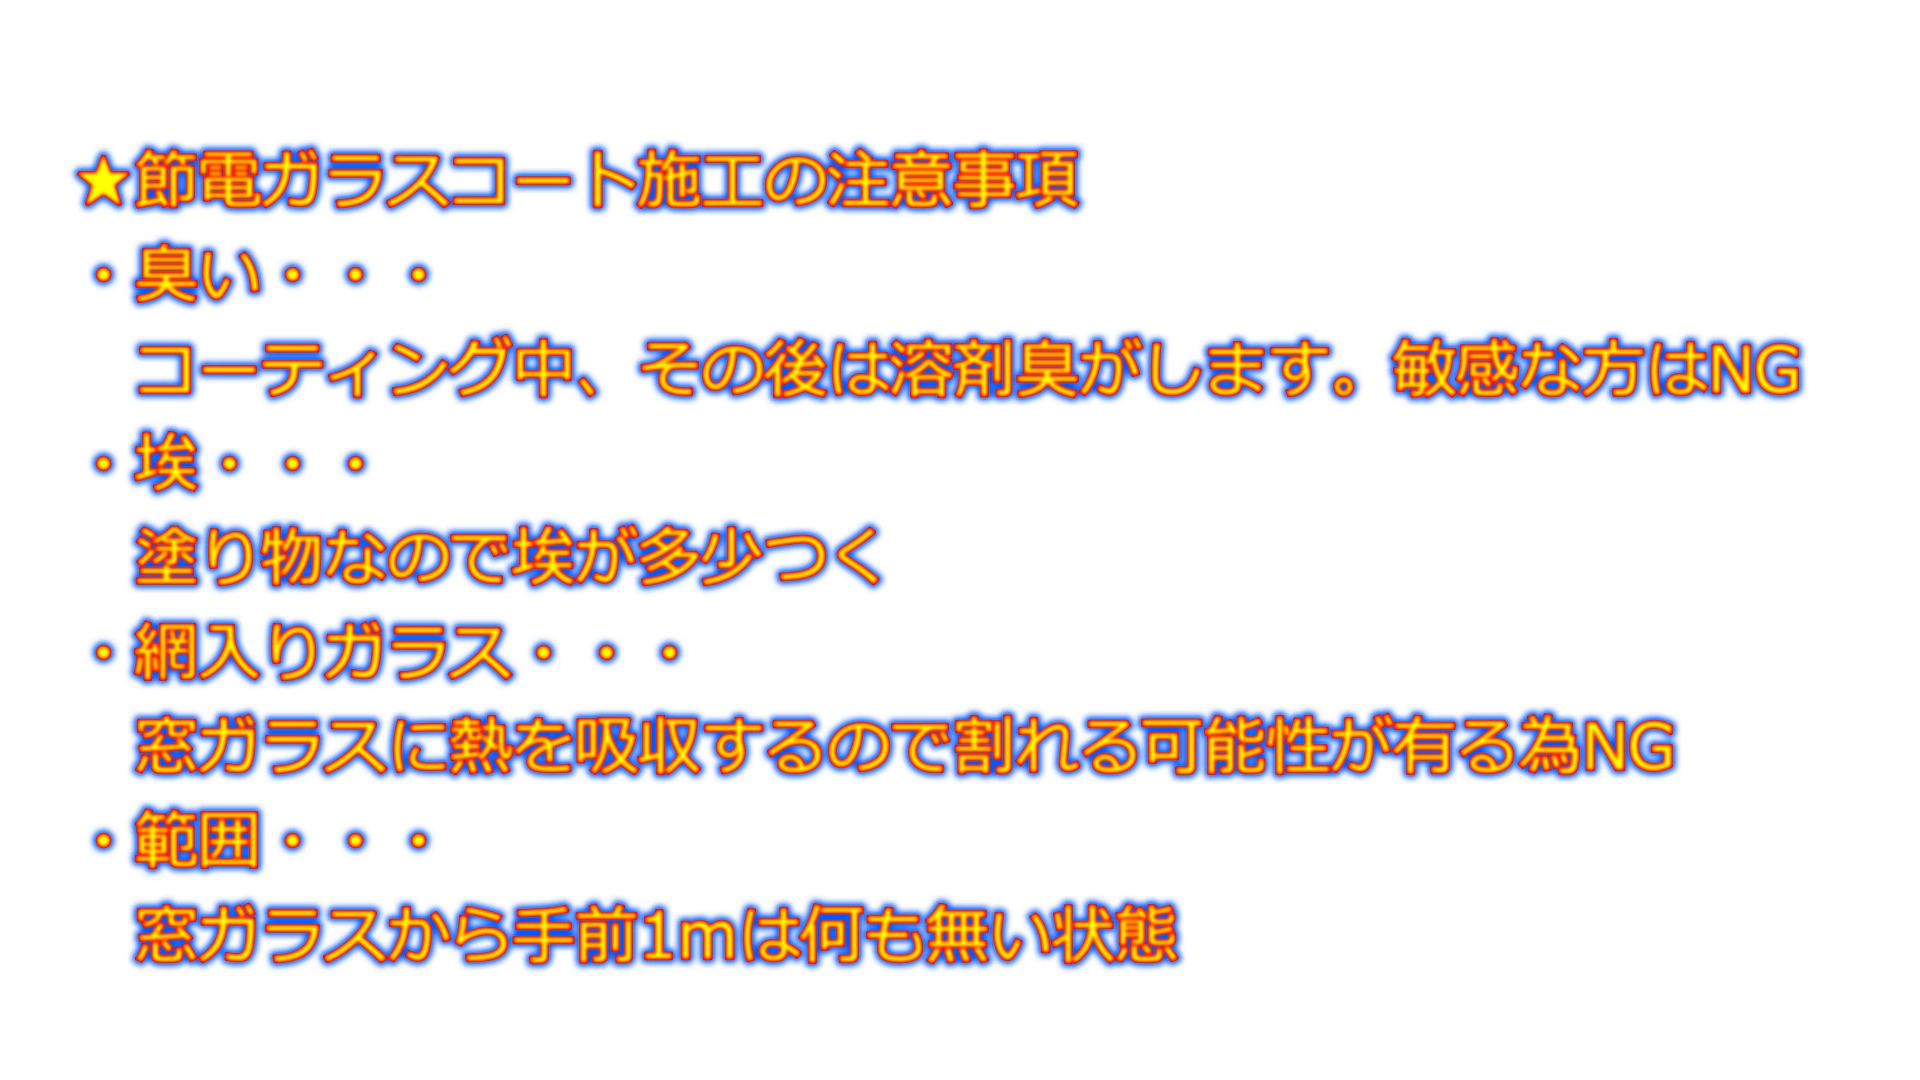 ★節電ガラスコート施工の注意事項
・臭い・・・
コーティング中、その後は溶剤臭がします。敏感な方はNG
・埃・・・
塗り物なので埃が多少つく
・網入りガラス・・・
窓ガラスに熱を吸収するので割れる可能性が有る為NG
・範囲・・・
窓ガラスから手前1mは何も無い状態